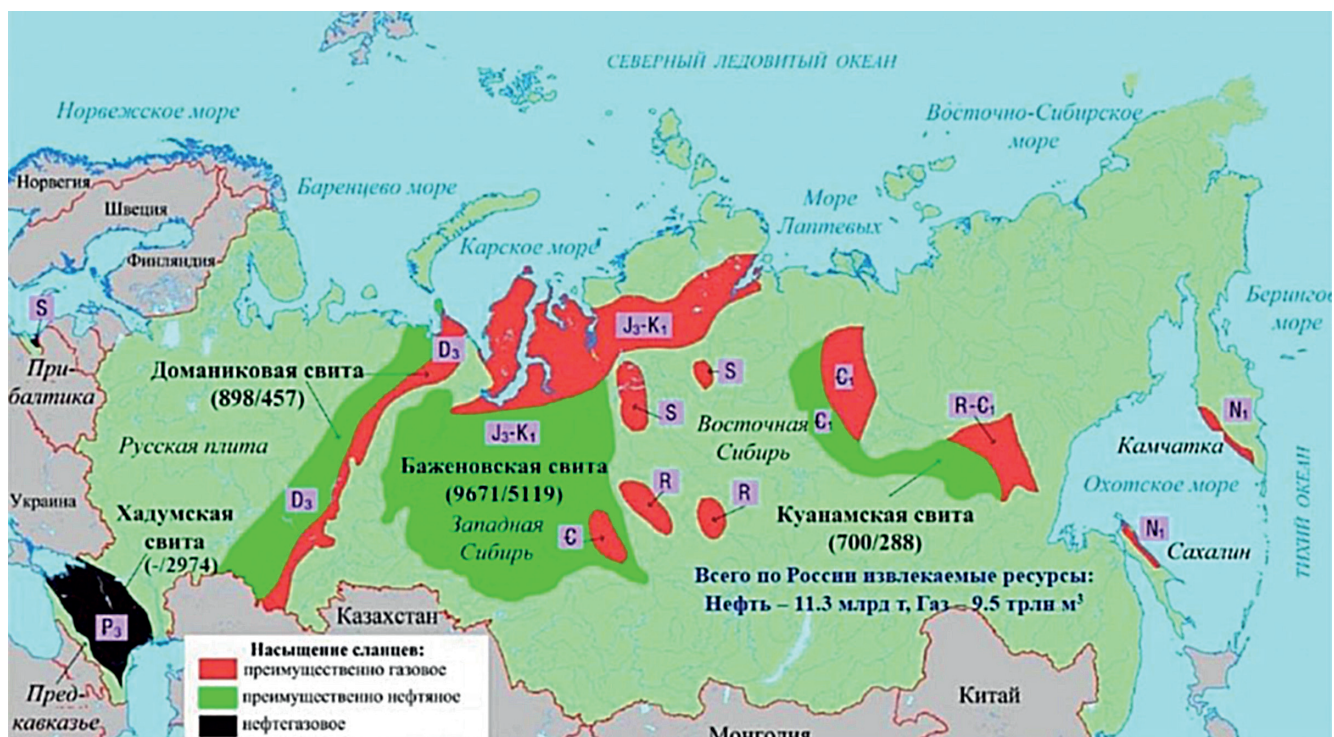 СЕВЕРНЫЙ ЛЕДОВИТЫЙ ОКЕАН
Норвежское море
Восточно-Сибирское
море
Норвегия
Баренцево море
Море
Лаптевых
Швеция
Карское море
Финляндия
Берингово
море
S
J₃-K₁
D₃
При-
балтика
Доманиковая свита
(898/457)
S
Є₁
S
Є₁
R-Є₁
N₁
Русская плита
J₃-K₁
Восточная
Сибирь
Камчатка
Баженовская свита
(9671/5119)
Украина
D₃
R
R
Охотское море
ТИХИЙ ОКЕАН
Хадумская
свита
(-/2974)
Западная
Сибирь
Є
Куанамская свита
(700/288)
N₁
Сахалин
Всего по России извлекаемые ресурсы:
Нефть – 11.3 млрд т, Газ – 9.5 трлн м³
P₃
Казахстан
Насыщение сланцев:
преимущественно газовое
преимущественно нефтяное
нефтегазовое
Пред-
кавказье
Китай
Монголия